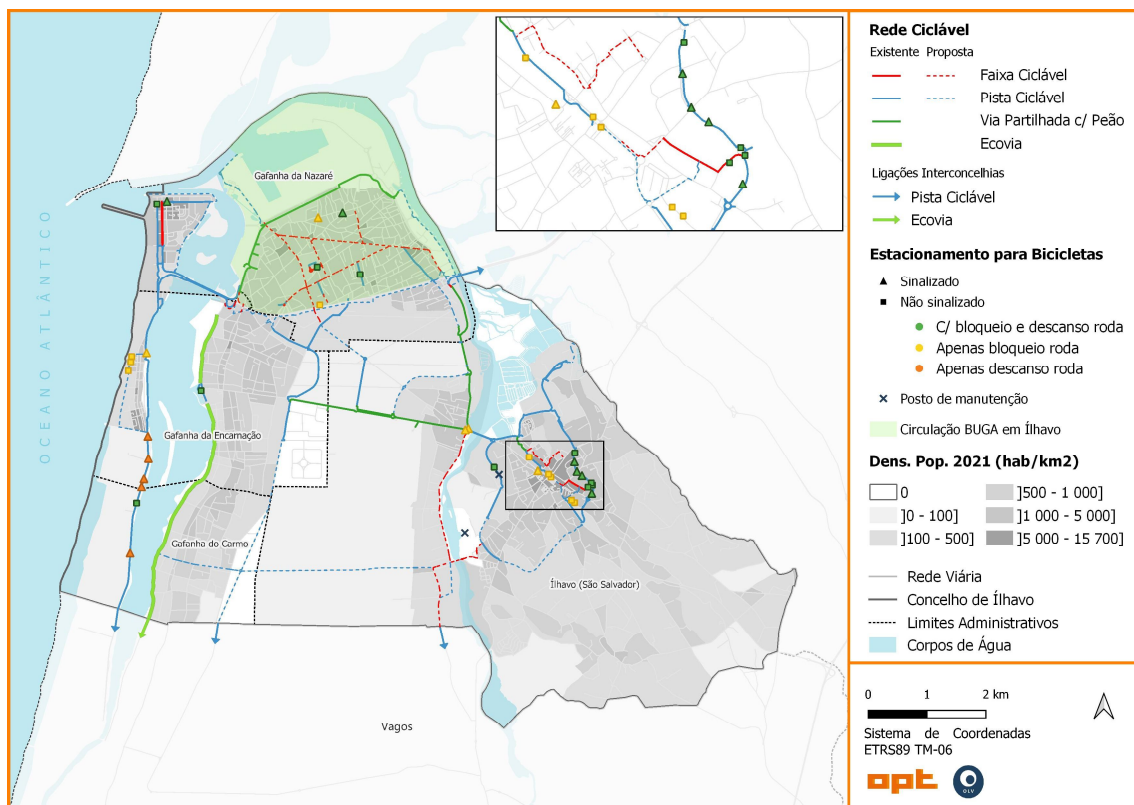 OCEANO ATLÂNTICO
Gafanha da Nazaré
Gafanha da Encarnação
Gafanha do Carmo
Ílhavo (São Salvador)
Vagos
Rede Ciclável
Existente Proposta
Faixa Ciclável
Pista Ciclável
Via Partilhada c/ Peão
Ecovia
Ligações Interconcelhias
Pista Ciclável
Ecovia
Estacionamento para Bicicletas
Sinalizado
Não sinalizado
C/ bloqueio e descanso roda
Apenas bloqueio roda
Apenas descanso roda
Posto de manutenção
Circulação BUGA em Ílhavo
Dens. Pop. 2021 (hab/km2)
0 ]500 - 1 000]
]0 - 100] ]1 000 - 5 000]
]100 - 500] ]5 000 - 15 700]
Rede Viária
Concelho de Ílhavo
Limites Administrativos
Corpos de Água
0 1 2 km
Sistema de Coordenadas
ETRS89 TM-06
opt OLV